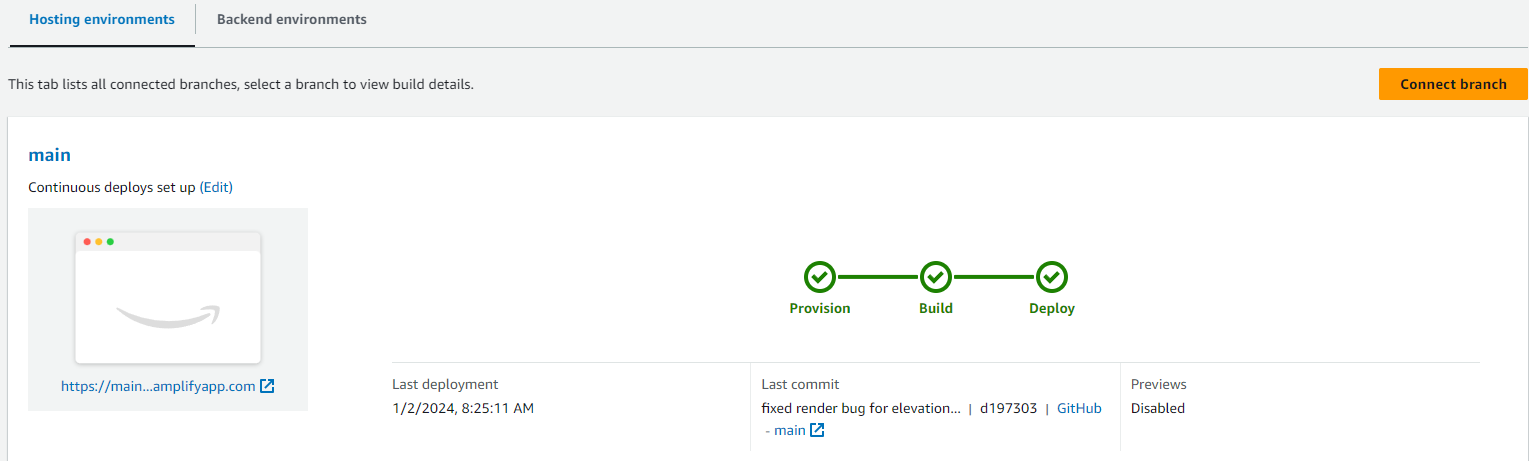 Hosting environments
Backend environments
This tab lists all connected branches, select a branch to view build details.
Connect branch
main
Continuous deploys set up (Edit)
https://main...amplifyapp.com
Provision
Build
Deploy
Last deployment
1/2/2024, 8:25:11 AM
Last commit
fixed render bug for elevation... | d197303 | GitHub
- main
Previews
Disabled